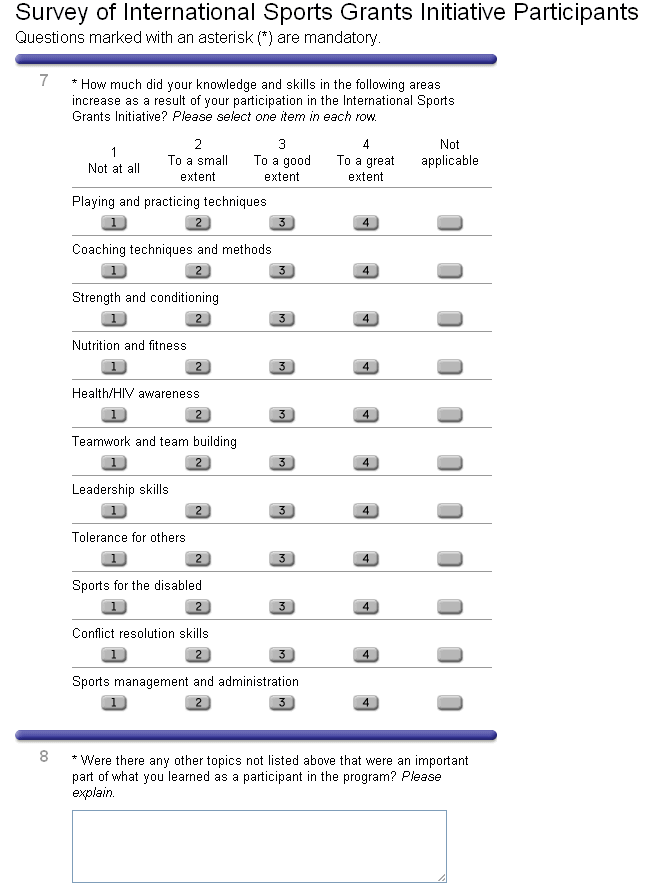 Survey of International Sports Grants Initiative Participants
Questions marked with an asterisk (*) are mandatory.
7
* How much did your knowledge and skills in the following areas
increase as a result of your participation in the International Sports
Grants Initiative? Please select one item in each row.
1 2 3 4 Not
Not at all To a small To a good To a great applicable
extent extent extent
Playing and practicing techniques
1 2 3 4
Coaching techniques and methods
1 2 3 4
Strength and conditioning
1 2 3 4
Nutrition and fitness
1 2 3 4
Health/HIV awareness
1 2 3 4
Teamwork and team building
1 2 3 4
Leadership skills
1 2 3 4
Tolerance for others
1 2 3 4
Sports for the disabled
1 2 3 4
Conflict resolution skills
1 2 3 4
Sports management and administration
1 2 3 4
8
* Were there any other topics not listed above that were an important
part of what you learned as a participant in the program? Please
explain.